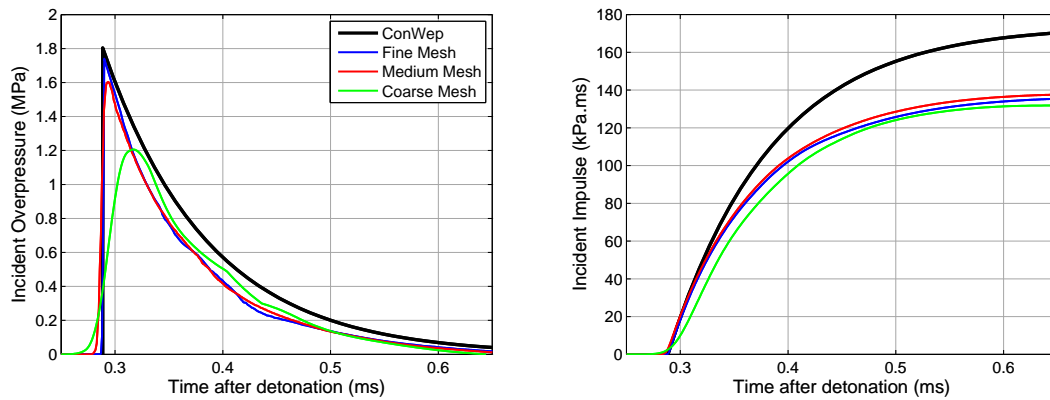 2
1.8
1.6
1.4
1.2
1
0.8
0.6
0.4
0.2
0
0.3 0.4 0.5 0.6
Incident Overpressure (MPa)
Time after detonation (ms)
ConWep
Fine Mesh
Medium Mesh
Coarse Mesh
180
160
140
120
100
80
60
40
20
0
0.3 0.4 0.5 0.6
Incident Impulse (kPa.ms)
Time after detonation (ms)